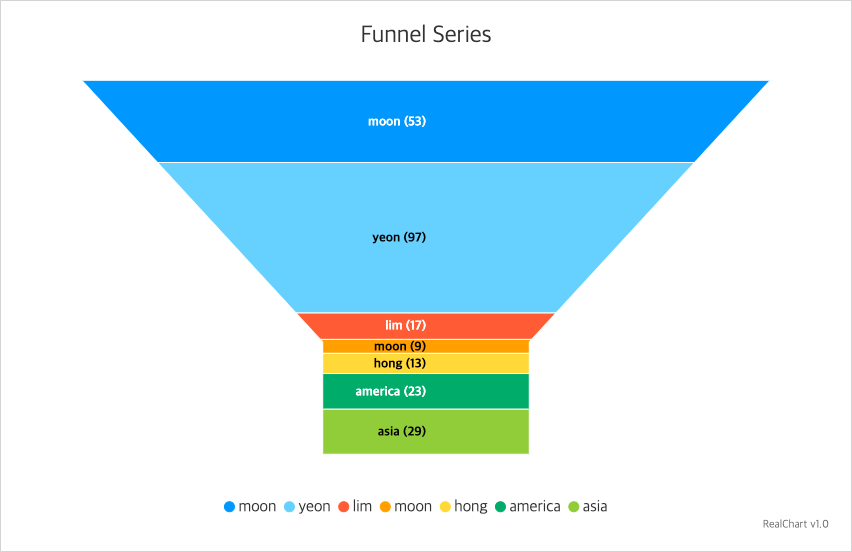 Funnel Series
moon (53)
yeon (97)
lim (17)
moon (9)
hong (13)
america (23)
asia (29)
moon yeon lim moon hong america asia
RealChart v1.0